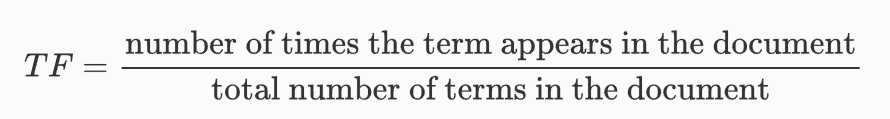 number of times the term appears in the document
TF =
total number of terms in the document